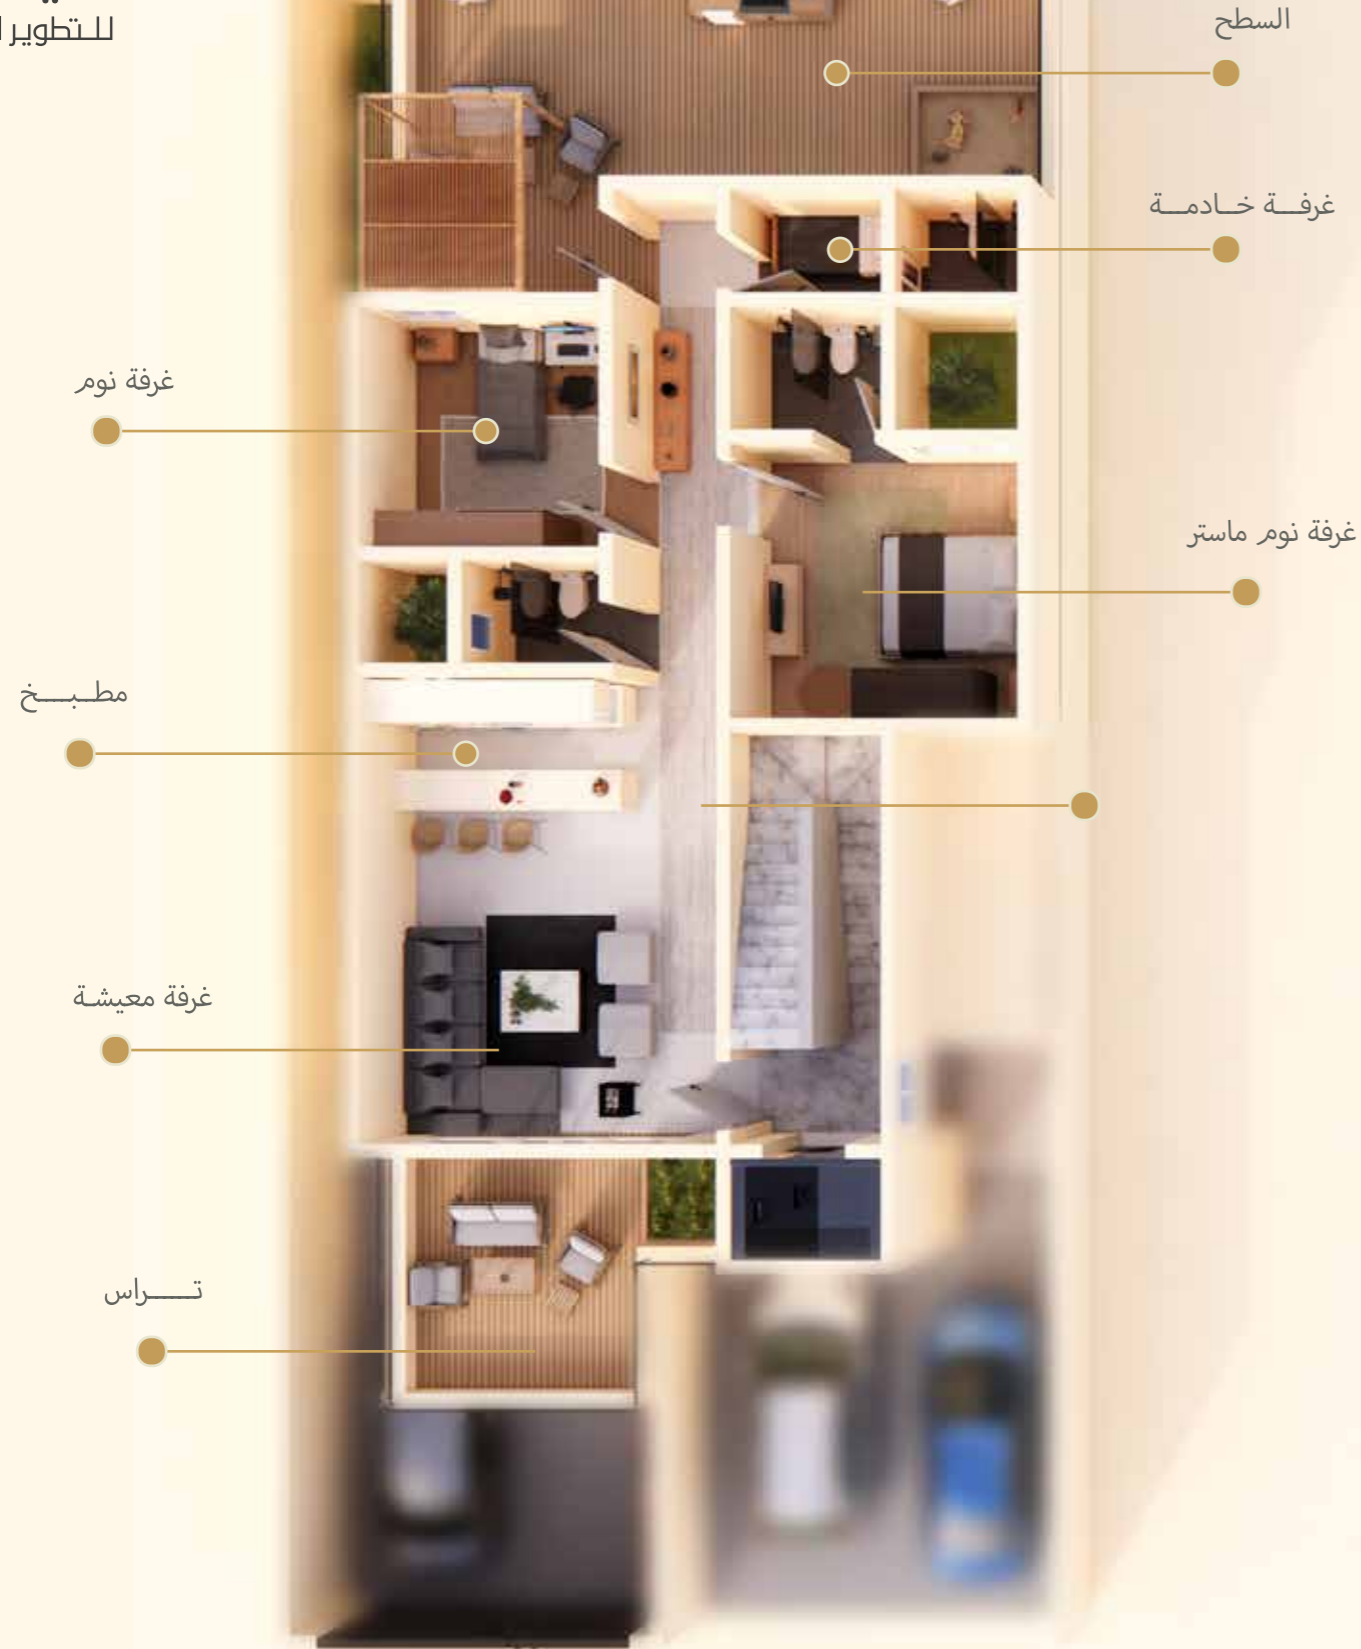 للتطوير
السطح
غرفة خادمة
غرفة نوم
غرفة نوم ماستر
مطبخ
غرفة معيشة
تراس